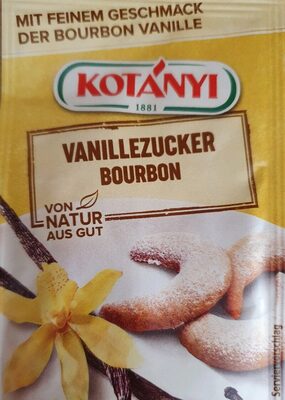 MIT FEINEM GESCHMACK
DER BOURBON VANILLE
KOTÁNYI
1881
VANILLEZUCKER
BOURBON
VON
NATUR
AUS GUT
Serviervorschlag